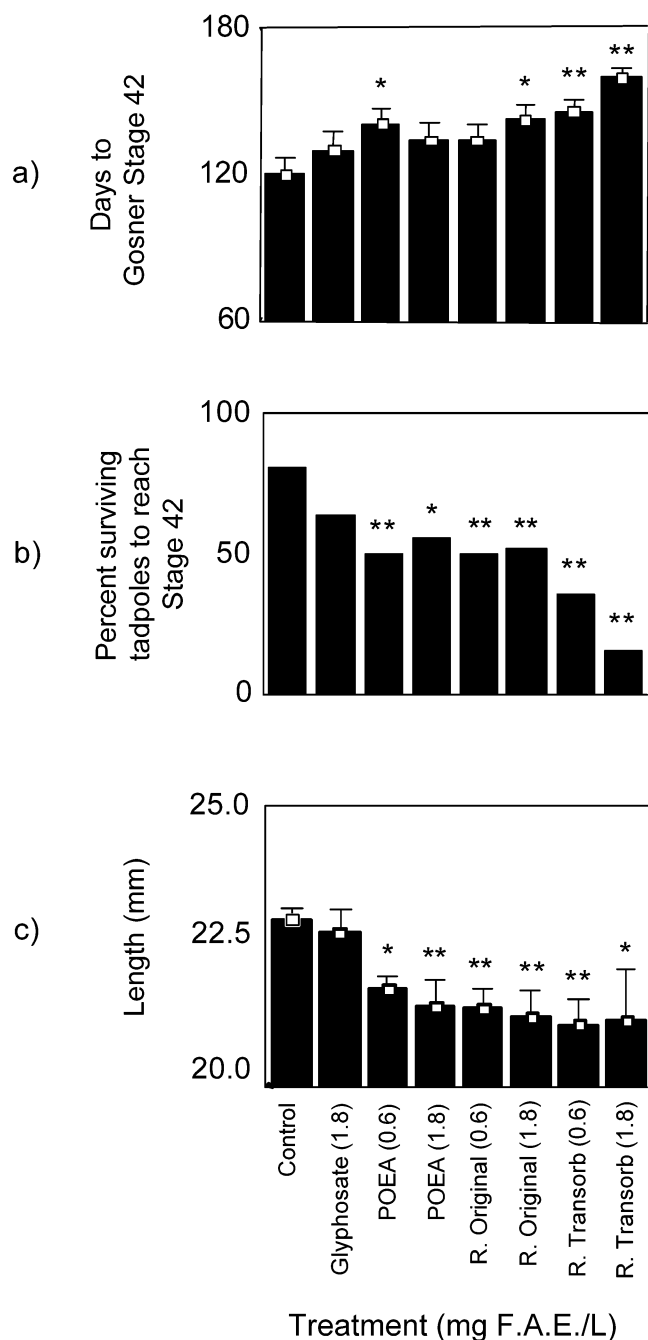 a)
Days to
Gosner Stage 42
180
120
60
*
*
**
**
b)
Percent surviving
tadpoles to reach
Stage 42
100
50
0
**
*
**
**
**
**
c)
Length (mm)
25.0
22.5
20.0
*
**
**
**
**
*
Control
Glyphosate (1.8)
POEA (0.6)
POEA (1.8)
R. Original (0.6)
R. Original (1.8)
R. Transorb (0.6)
R. Transorb (1.8)
Treatment (mg F.A.E./L)